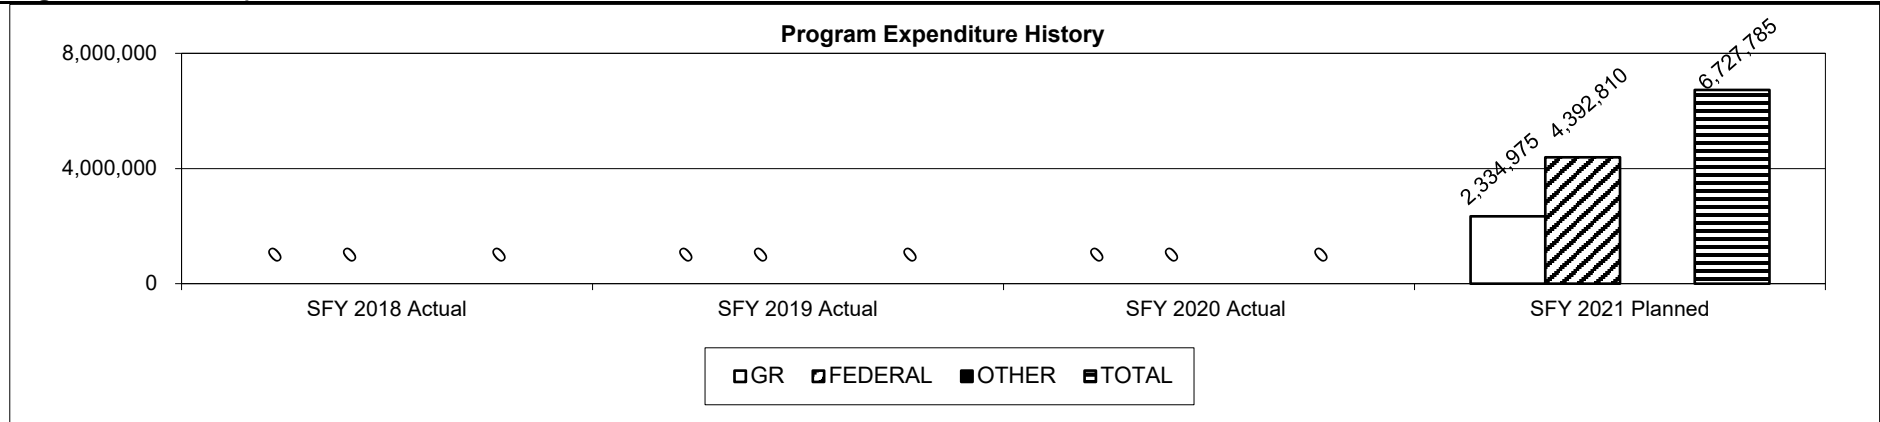 Program Expenditure History
8,000,000
4,000,000
0
0 0 0
0 0 0
0 0 0
2,334,975 4,392,810 6,727,785
SFY 2018 Actual SFY 2019 Actual SFY 2020 Actual SFY 2021 Planned
GR FEDERAL OTHER TOTAL